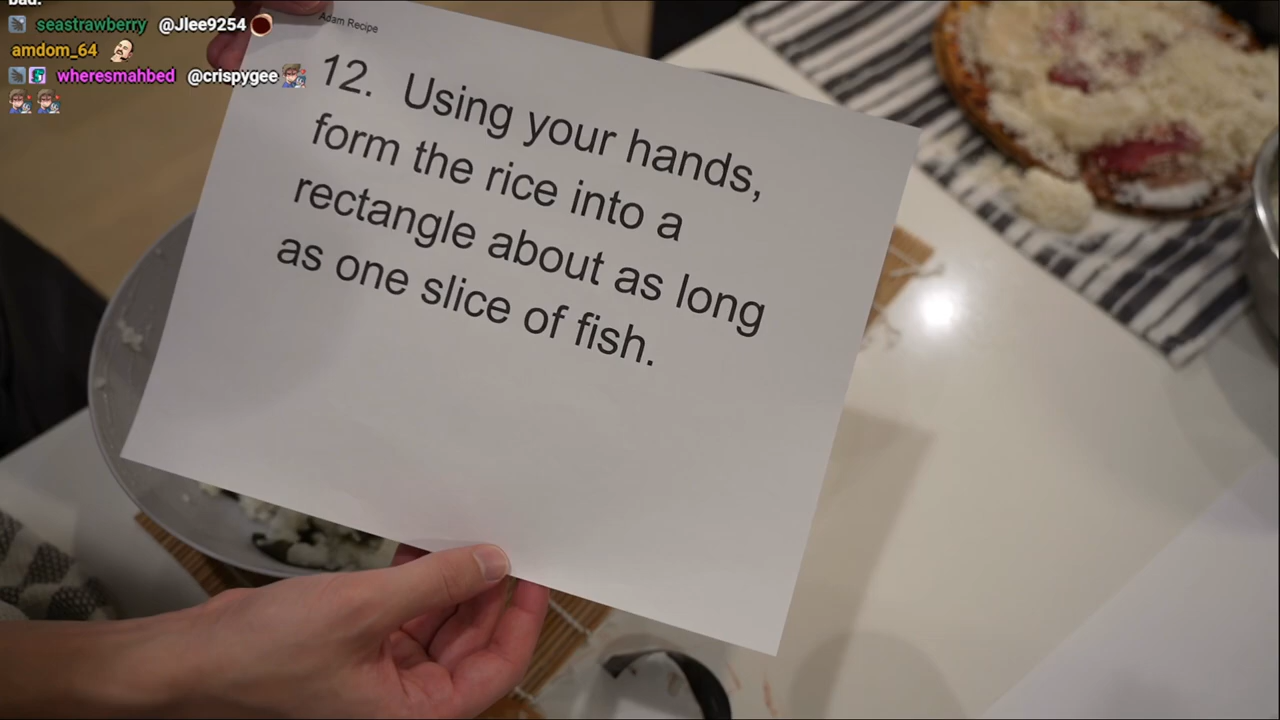 bad.
seastrawberry @Jlee9254
amdom_64
wheresmahbed @crispygee
Adam Recipe
12. Using your hands,
form the rice into a
rectangle about as long
as one slice of fish.